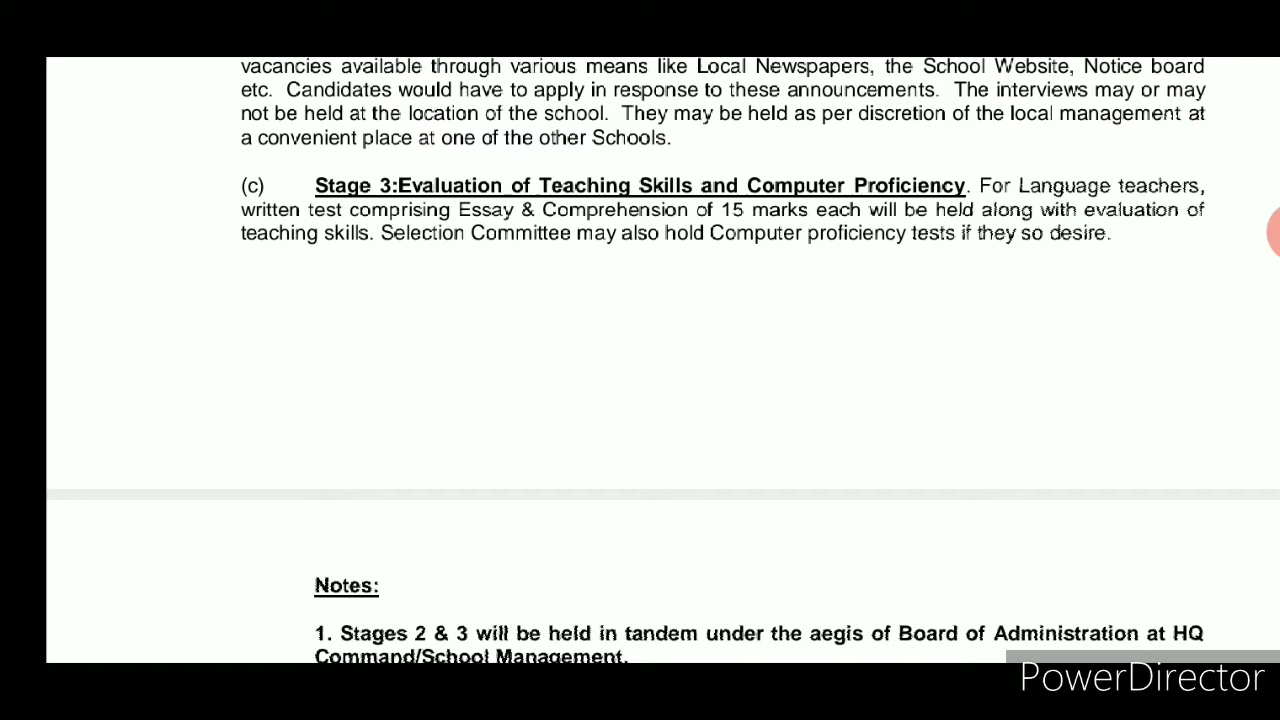 vacancies available through various means like Local Newspapers, the School Website, Notice board
etc. Candidates would have to apply in response to these announcements. The interviews may or may
not be held at the location of the school. They may be held as per discretion of the local management at
a convenient place at one of the other Schools.
(c) Stage 3:Evaluation of Teaching Skills and Computer Proficiency. For Language teachers,
written test comprising Essay & Comprehension of 15 marks each will be held along with evaluation of
teaching skills. Selection Committee may also hold Computer proficiency tests if they so desire.
Notes:
1. Stages 2 & 3 will be held in tandem under the aegis of Board of Administration at HQ
Command/School Management.
PowerDirector